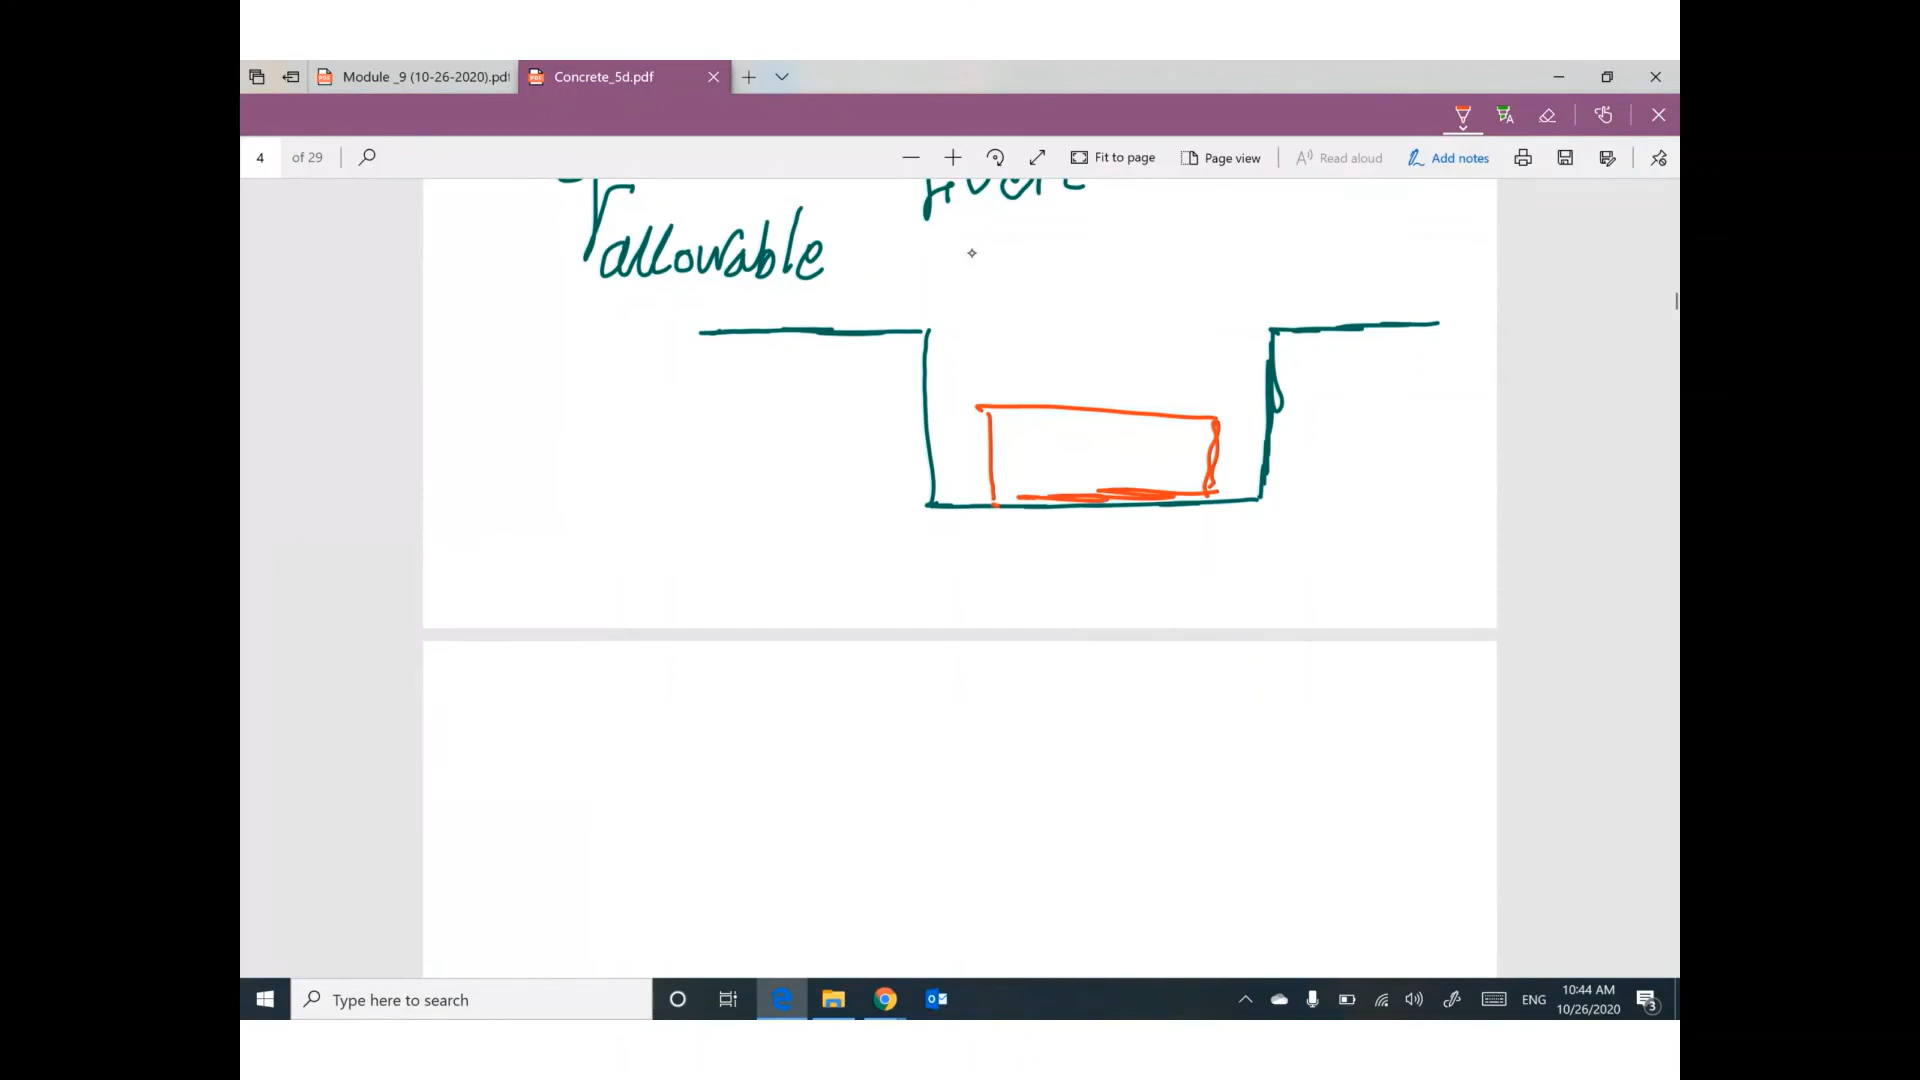 Module _9 (10-26-2020).pdf
Concrete_5d.pdf
4 of 29
Fit to page
Page view
Read aloud
Add notes
allowable
Type here to search
ENG
10:44 AM
10/26/2020
3